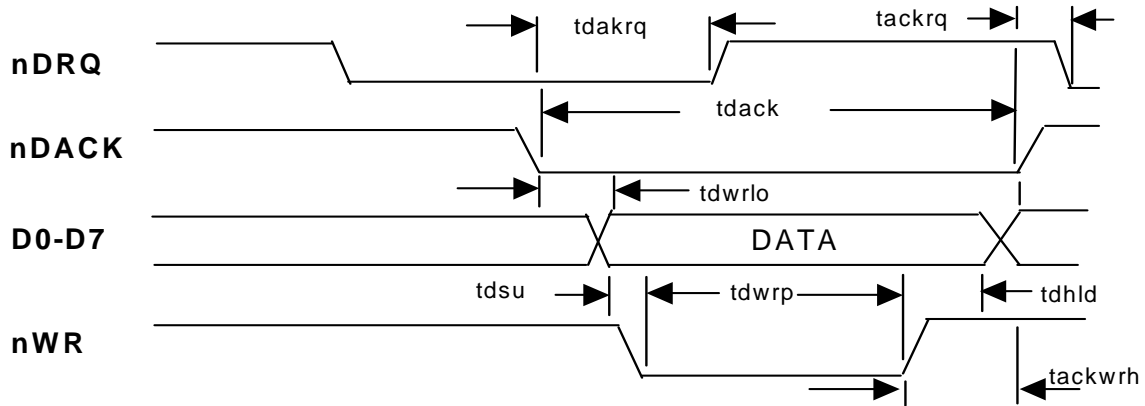 tdakrq
tackrq
nDRQ
tdack
nDACK
tdwrlo
D0-D7
DATA
tdsu
tdwrp
tdhld
nWR
tackwrh